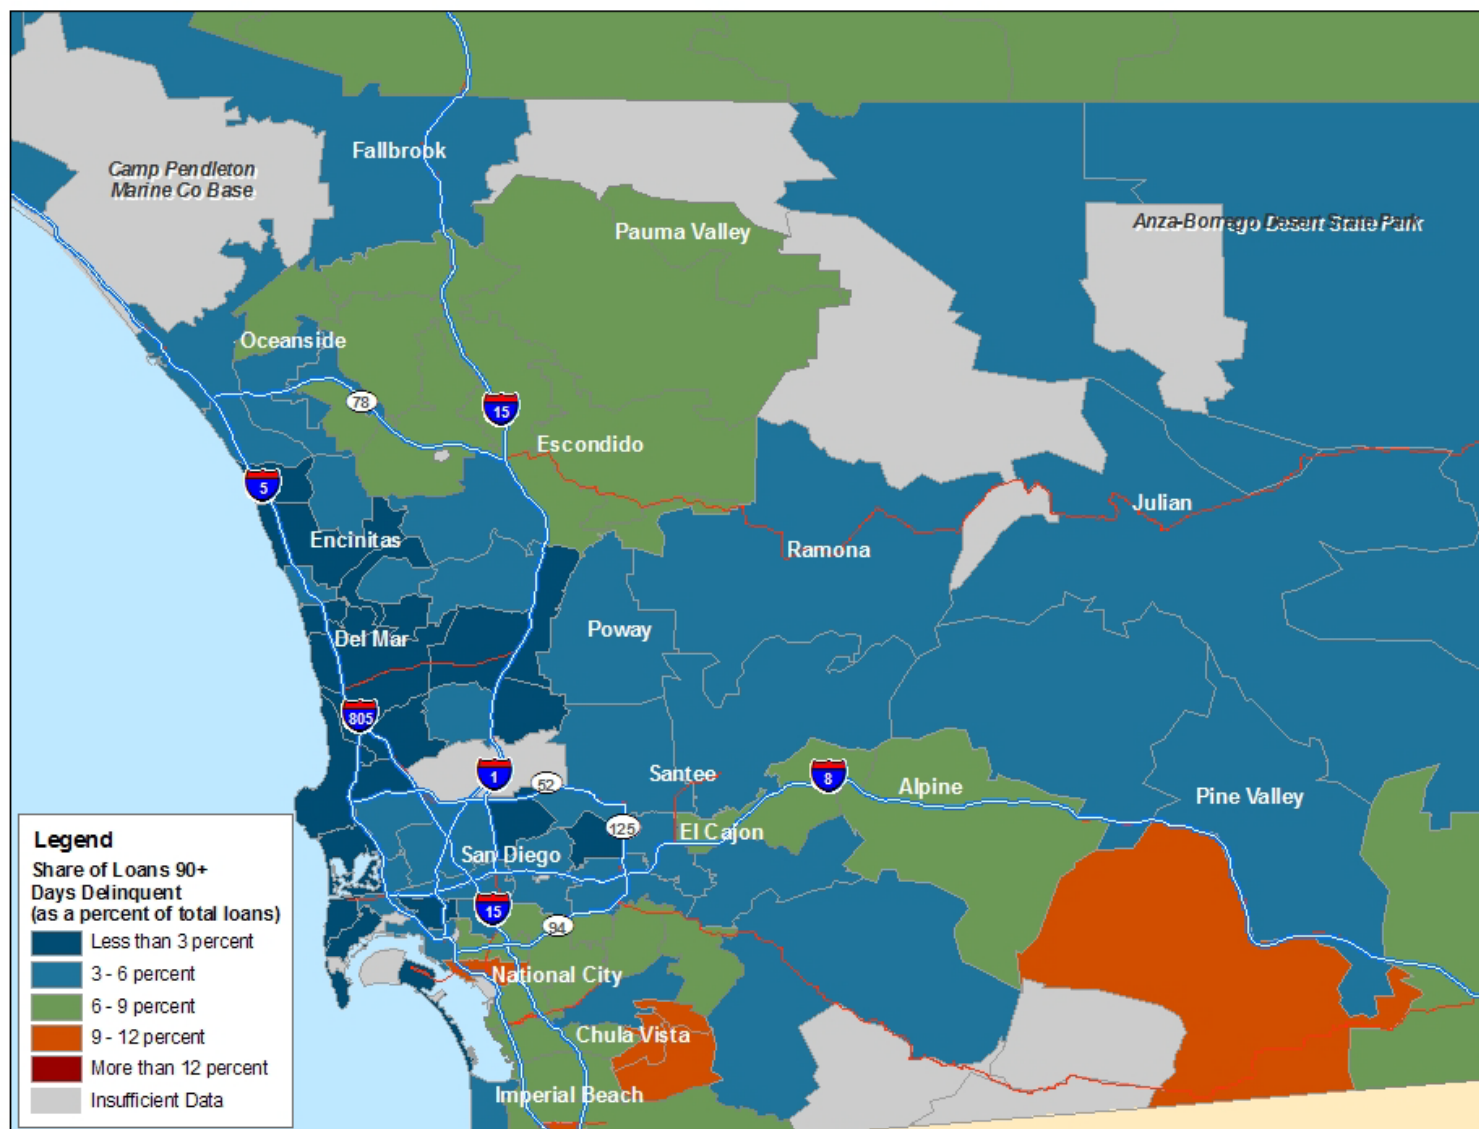 Fallbrook
Camp Pendleton
Marine Co Base
Pauma Valley
Anza-Borrego Desert State Park
Oceanside
78
15
Escondido
5
Julian
Encinitas
Ramona
Poway
Del Mar
805
1
52
Santee
8
Alpine
Pine Valley
125
El Cajon
San Diego
15
94
National City
Chula Vista
Imperial Beach
Legend
Share of Loans 90+
Days Delinquent
(as a percent of total loans)
Less than 3 percent
3 - 6 percent
6 - 9 percent
9 - 12 percent
More than 12 percent
Insufficient Data